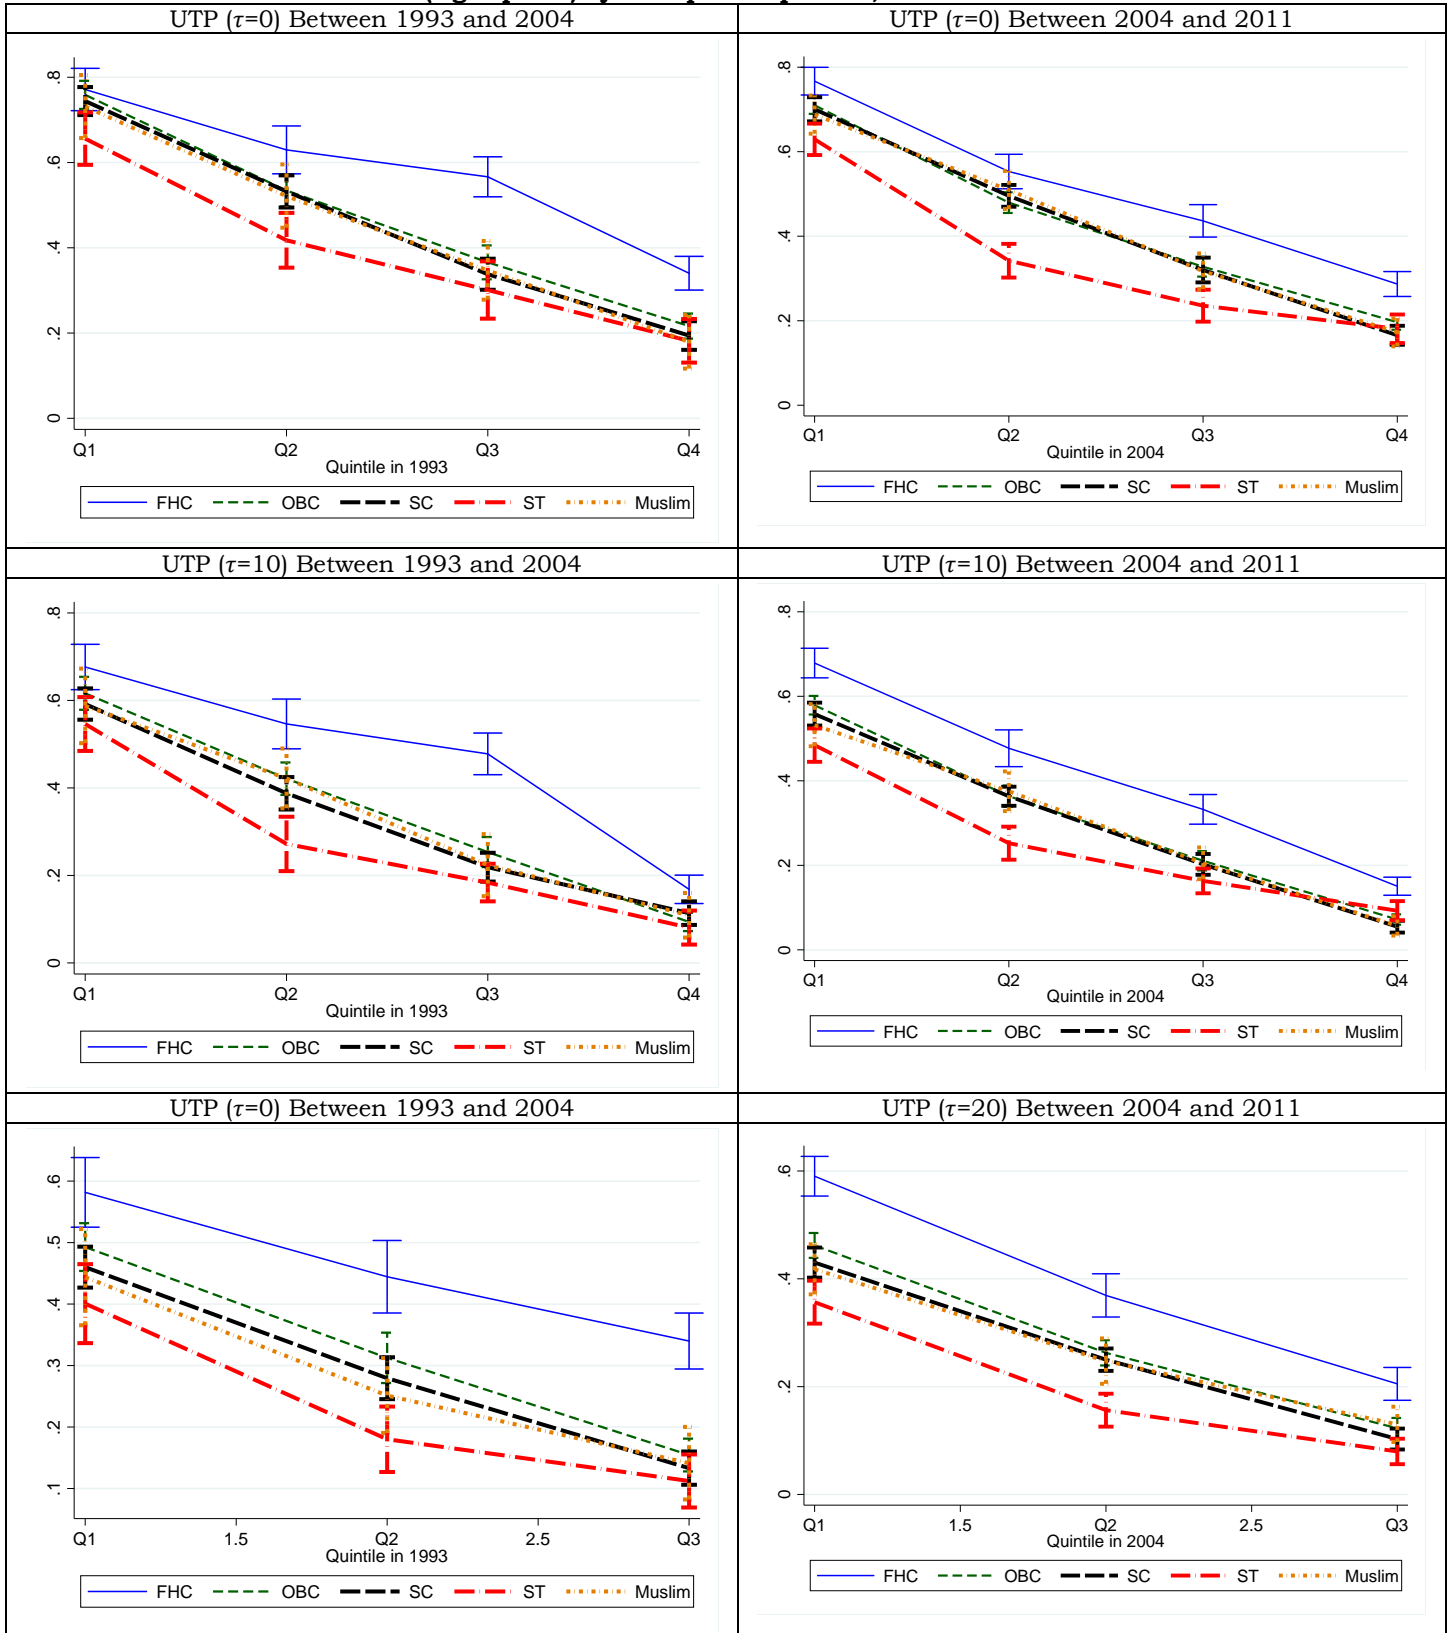 UTP (τ=0) Between 1993 and 2004
UTP (τ=0) Between 2004 and 2011
.8
.6
.4
.2
0
Q1 Q2 Q3 Q4
Quintile in 1993
FHC OBC SC ST Muslim
.8
.6
.4
.2
0
Q1 Q2 Q3 Q4
Quintile in 2004
FHC OBC SC ST Muslim
UTP (τ=10) Between 1993 and 2004
UTP (τ=10) Between 2004 and 2011
.8
.6
.4
.2
0
Q1 Q2 Q3 Q4
Quintile in 1993
FHC OBC SC ST Muslim
.8
.6
.4
.2
0
Q1 Q2 Q3 Q4
Quintile in 2004
FHC OBC SC ST Muslim
UTP (τ=0) Between 1993 and 2004
UTP (τ=20) Between 2004 and 2011
.6
.5
.4
.3
.2
.1
Q1 1.5 Q2 2.5 Q3
Quintile in 1993
FHC OBC SC ST Muslim
.6
.4
.2
0
Q1 1.5 Q2 2.5 Q3
Quintile in 2004
FHC OBC SC ST Muslim